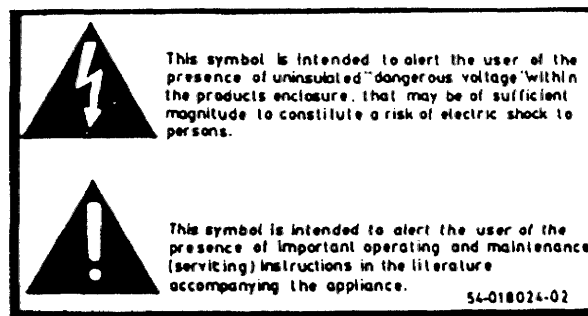 This symbol is intended to alert the user of the
presence of uninsulated "dangerous voltage" within
the products enclosure, that may be of sufficient
magnitude to constitute a risk of electric shock to
persons.
This symbol is intended to alert the user of the
presence of important operating and maintenance
(servicing) instructions in the literature
accompanying the appliance.
54-018024-02